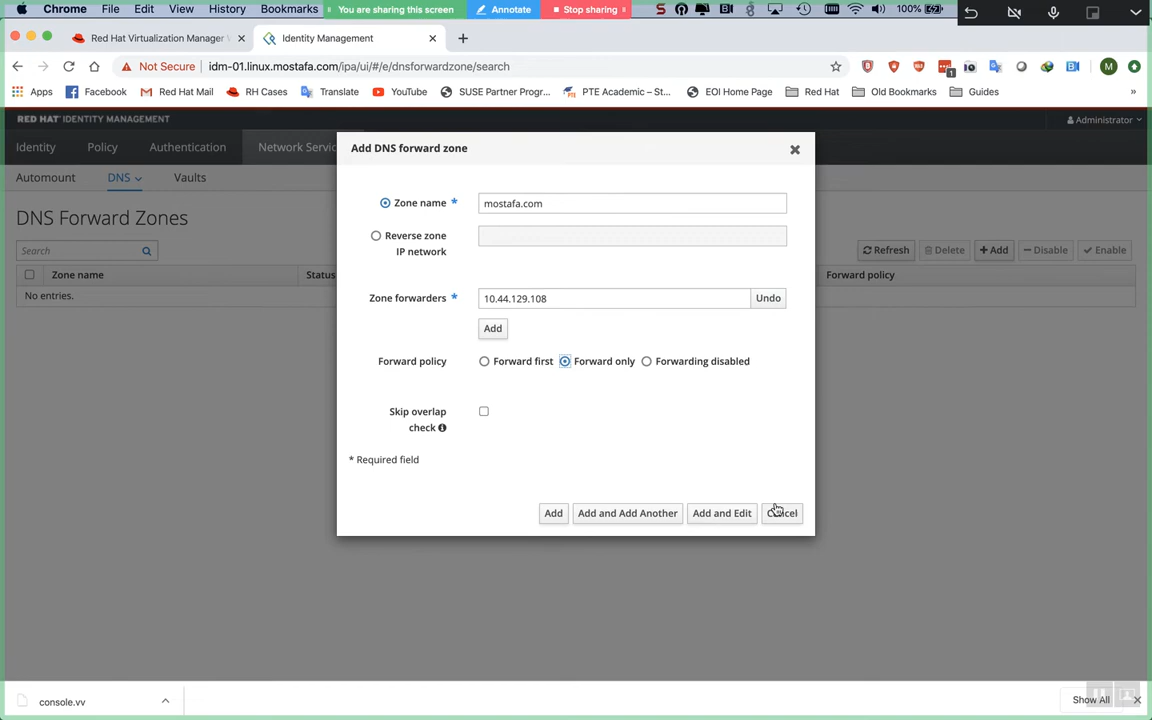 Chrome File Edit View History Bookmarks You are sharing this screen Annotate Stop sharing 100%
Red Hat Virtualization Manager Identity Management
Not Secure idm-01.linux.mostafa.com/ipa/ui/#/e/dnsforwardzone/search
Apps Facebook Red Hat Mail RH Cases Translate YouTube SUSE Partner Progr... PTE Academic – St... EOI Home Page Red Hat Old Bookmarks Guides »
RED HAT IDENTITY MANAGEMENT Administrator
Identity Policy Authentication Network Servic
Add DNS forward zone
Automount DNS Vaults
Zone name * mostafa.com
DNS Forward Zones
Reverse zone
IP network
Search Refresh Delete + Add Disable Enable
Zone name Status Forward policy
No entries.
Zone forwarders * 10.44.129.108 Undo
Add
Forward policy Forward first Forward only Forwarding disabled
Skip overlap
check
* Required field
Add Add and Add Another Add and Edit Cancel
console.vv Show All